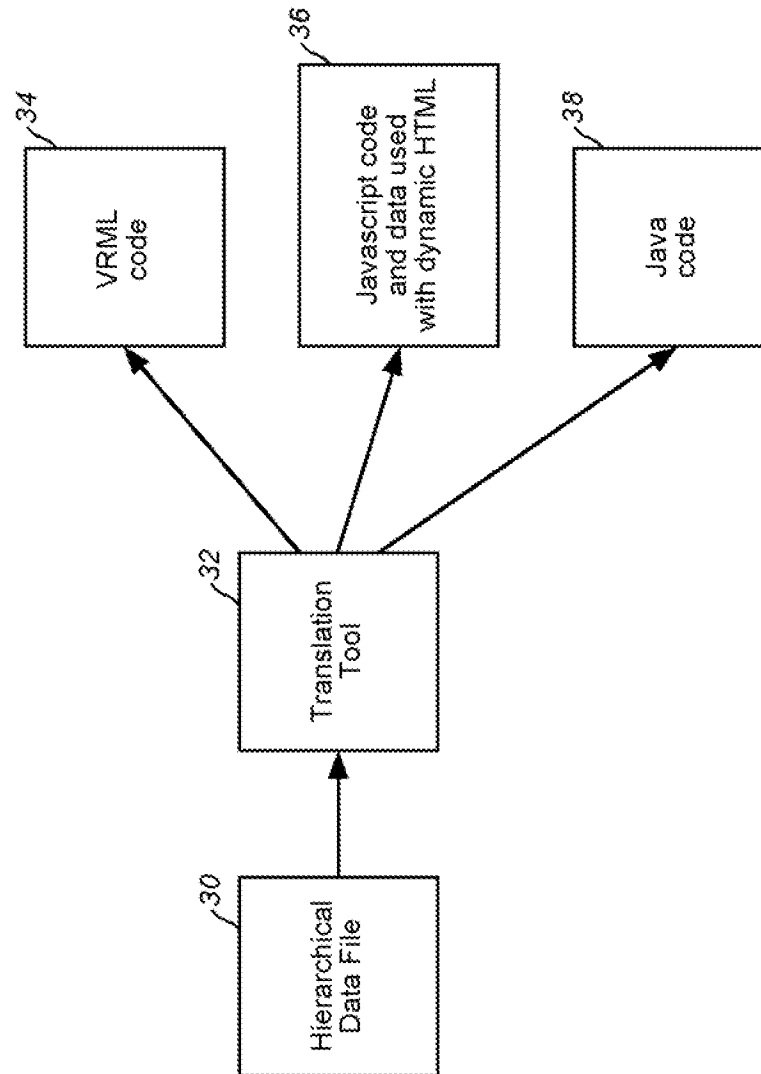 30
Hierarchical
Data File
32
Translation
Tool
34
VRML
code
36
Javascript code
and data used
with dynamic HTML
38
Java
code